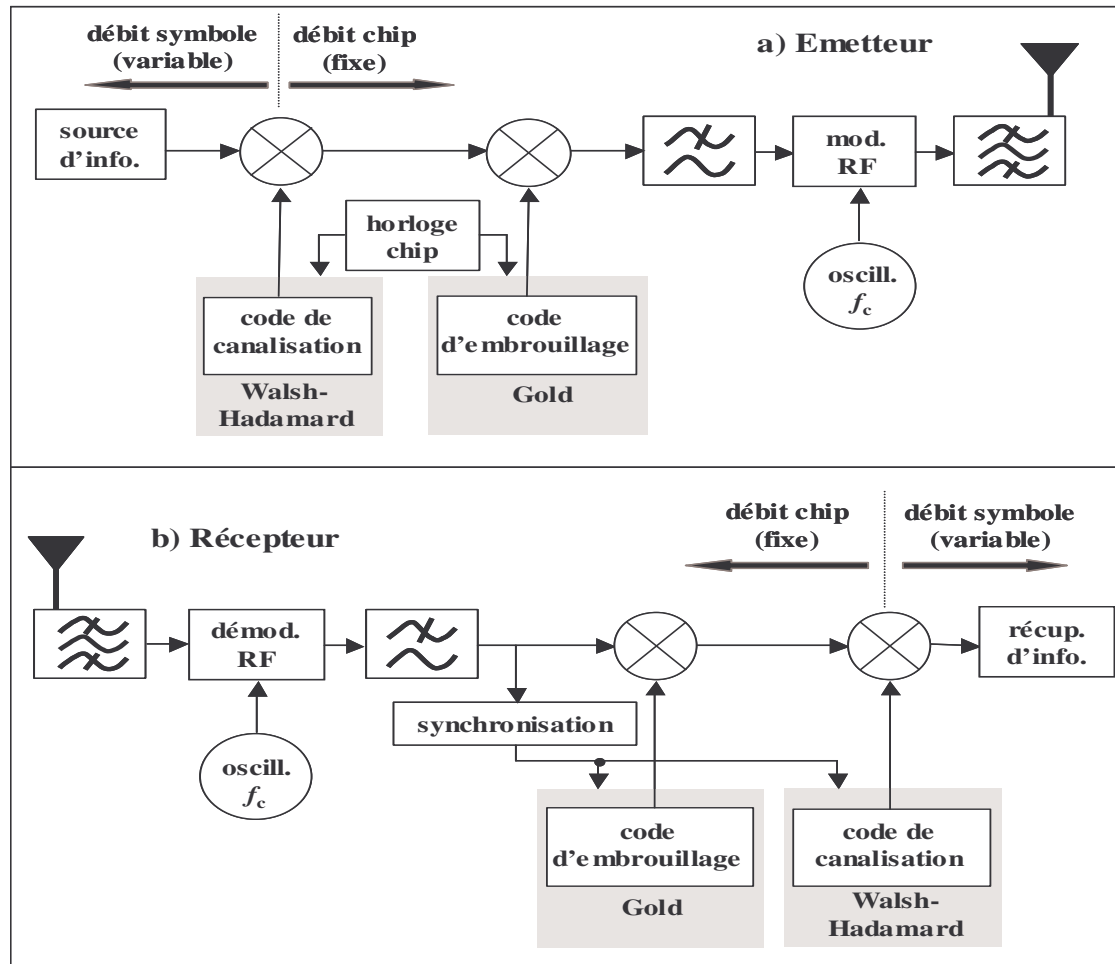 débit symbole
(variable)
débit chip
(fixe)
a) Emetteur
source
d'info.
mod.
RF
horloge
chip
oscill.
fc
code de
canalisation
code
d'embrouillage
Walsh-
Hadamard
Gold
b) Récepteur
débit chip
(fixe)
débit symbole
(variable)
démod.
RF
récup.
d'info.
synchronisation
oscill.
fc
code
d'embrouillage
code de
canalisation
Gold
Walsh-
Hadamard